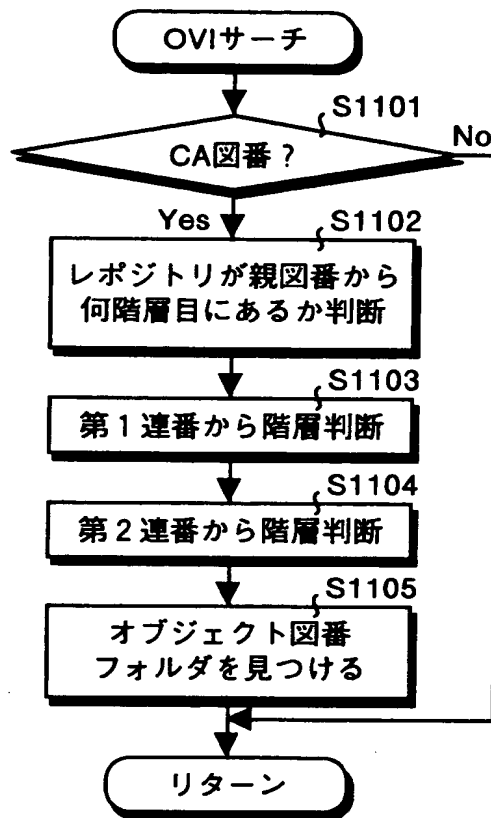 OVIサーチ
S1101
CA図番?
No
Yes
S1102
レポジトリが親図番から
何階層目にあるか判断
S1103
第1連番から階層判断
S1104
第2連番から階層判断
S1105
オブジェクト図番
フォルダを見つける
リターン